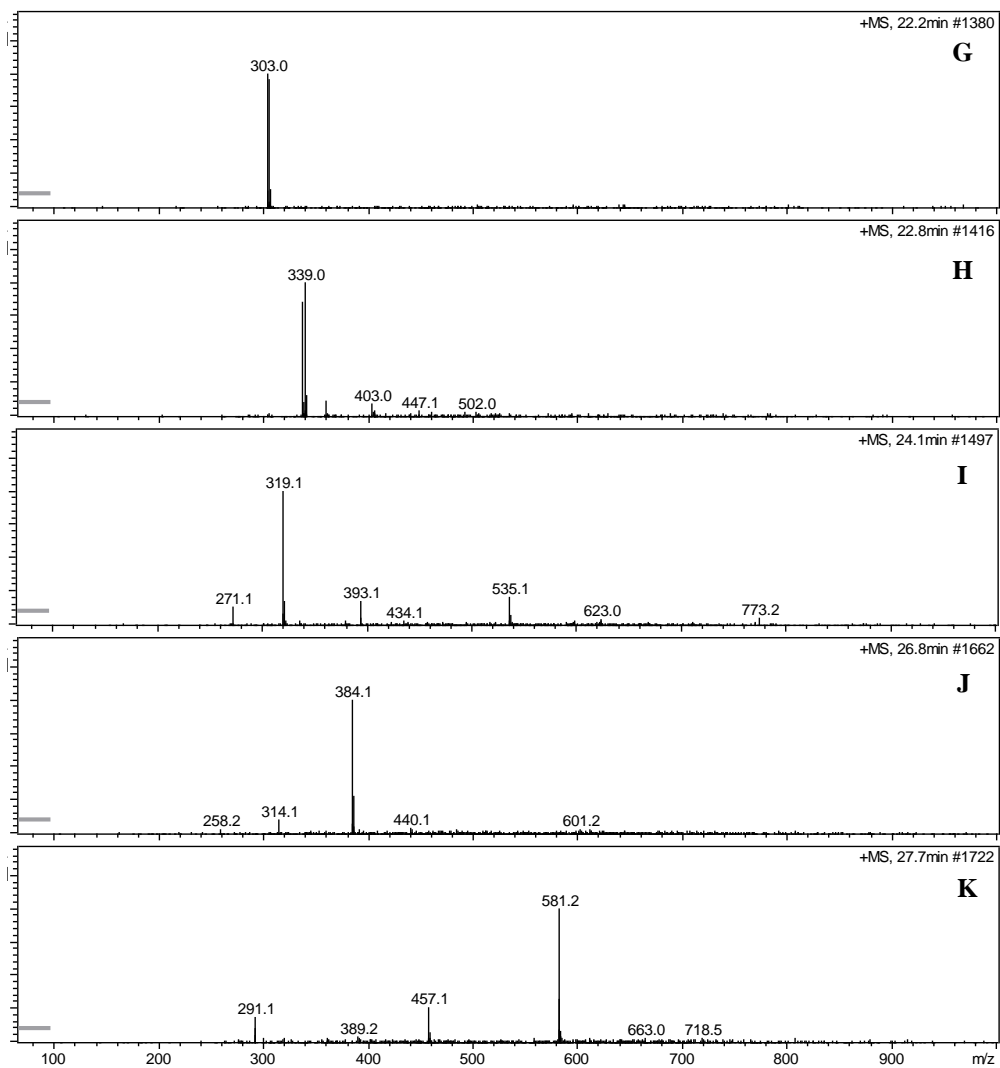 +MS, 22.2min #1380
G
303.0
+MS, 22.8min #1416
H
339.0
403.0
447.1
502.0
+MS, 24.1min #1497
I
319.1
271.1
393.1
434.1
535.1
623.0
773.2
+MS, 26.8min #1662
J
384.1
258.2
314.1
440.1
601.2
+MS, 27.7min #1722
K
581.2
291.1
457.1
389.2
663.0
718.5
100 200 300 400 500 600 700 800 900 m/z